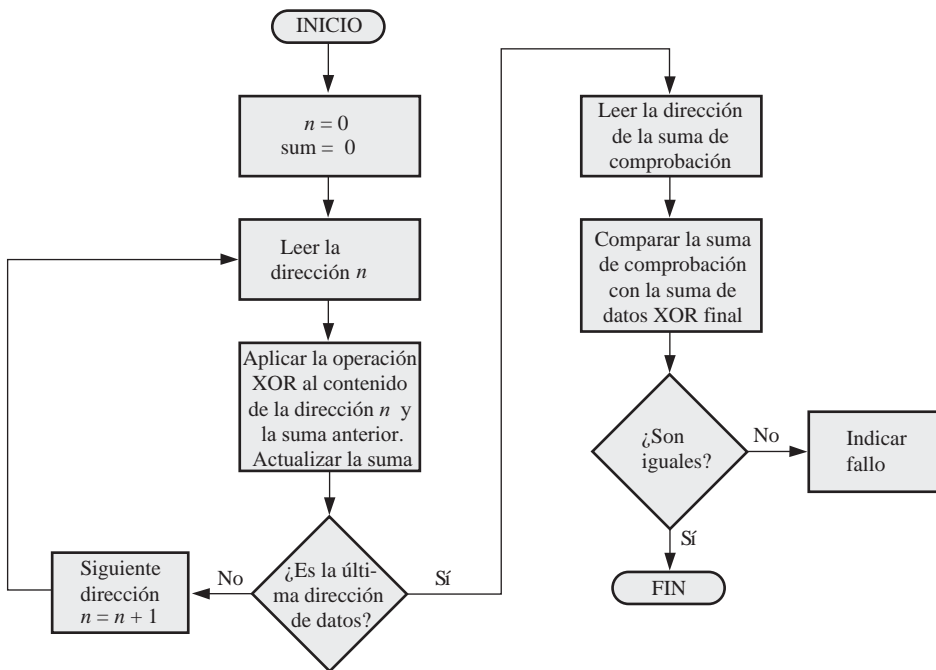 INICIO
n = 0
sum = 0
Leer la
dirección n
Aplicar la operación
XOR al contenido
de la dirección n y
la suma anterior.
Actualizar la suma
¿Es la últi-
ma dirección
de datos?
No
Siguiente
dirección
n = n + 1
Sí
Leer la dirección
de la suma de
comprobación
Comparar la suma
de comprobación
con la suma de
datos XOR final
¿Son
iguales?
No
Indicar
fallo
Sí
FIN